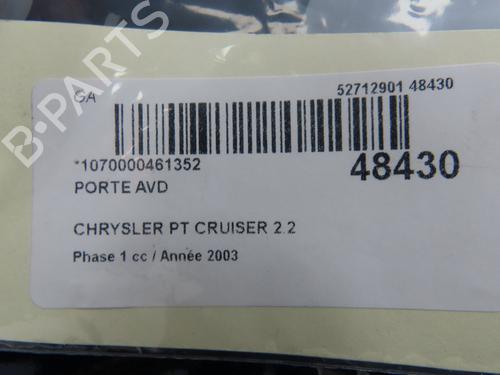 GA
52712901 48430
*1070000461352
48430
PORTE AVD
CHRYSLER PT CRUISER 2.2
Phase 1 cc / Année 2003
B-PARTS